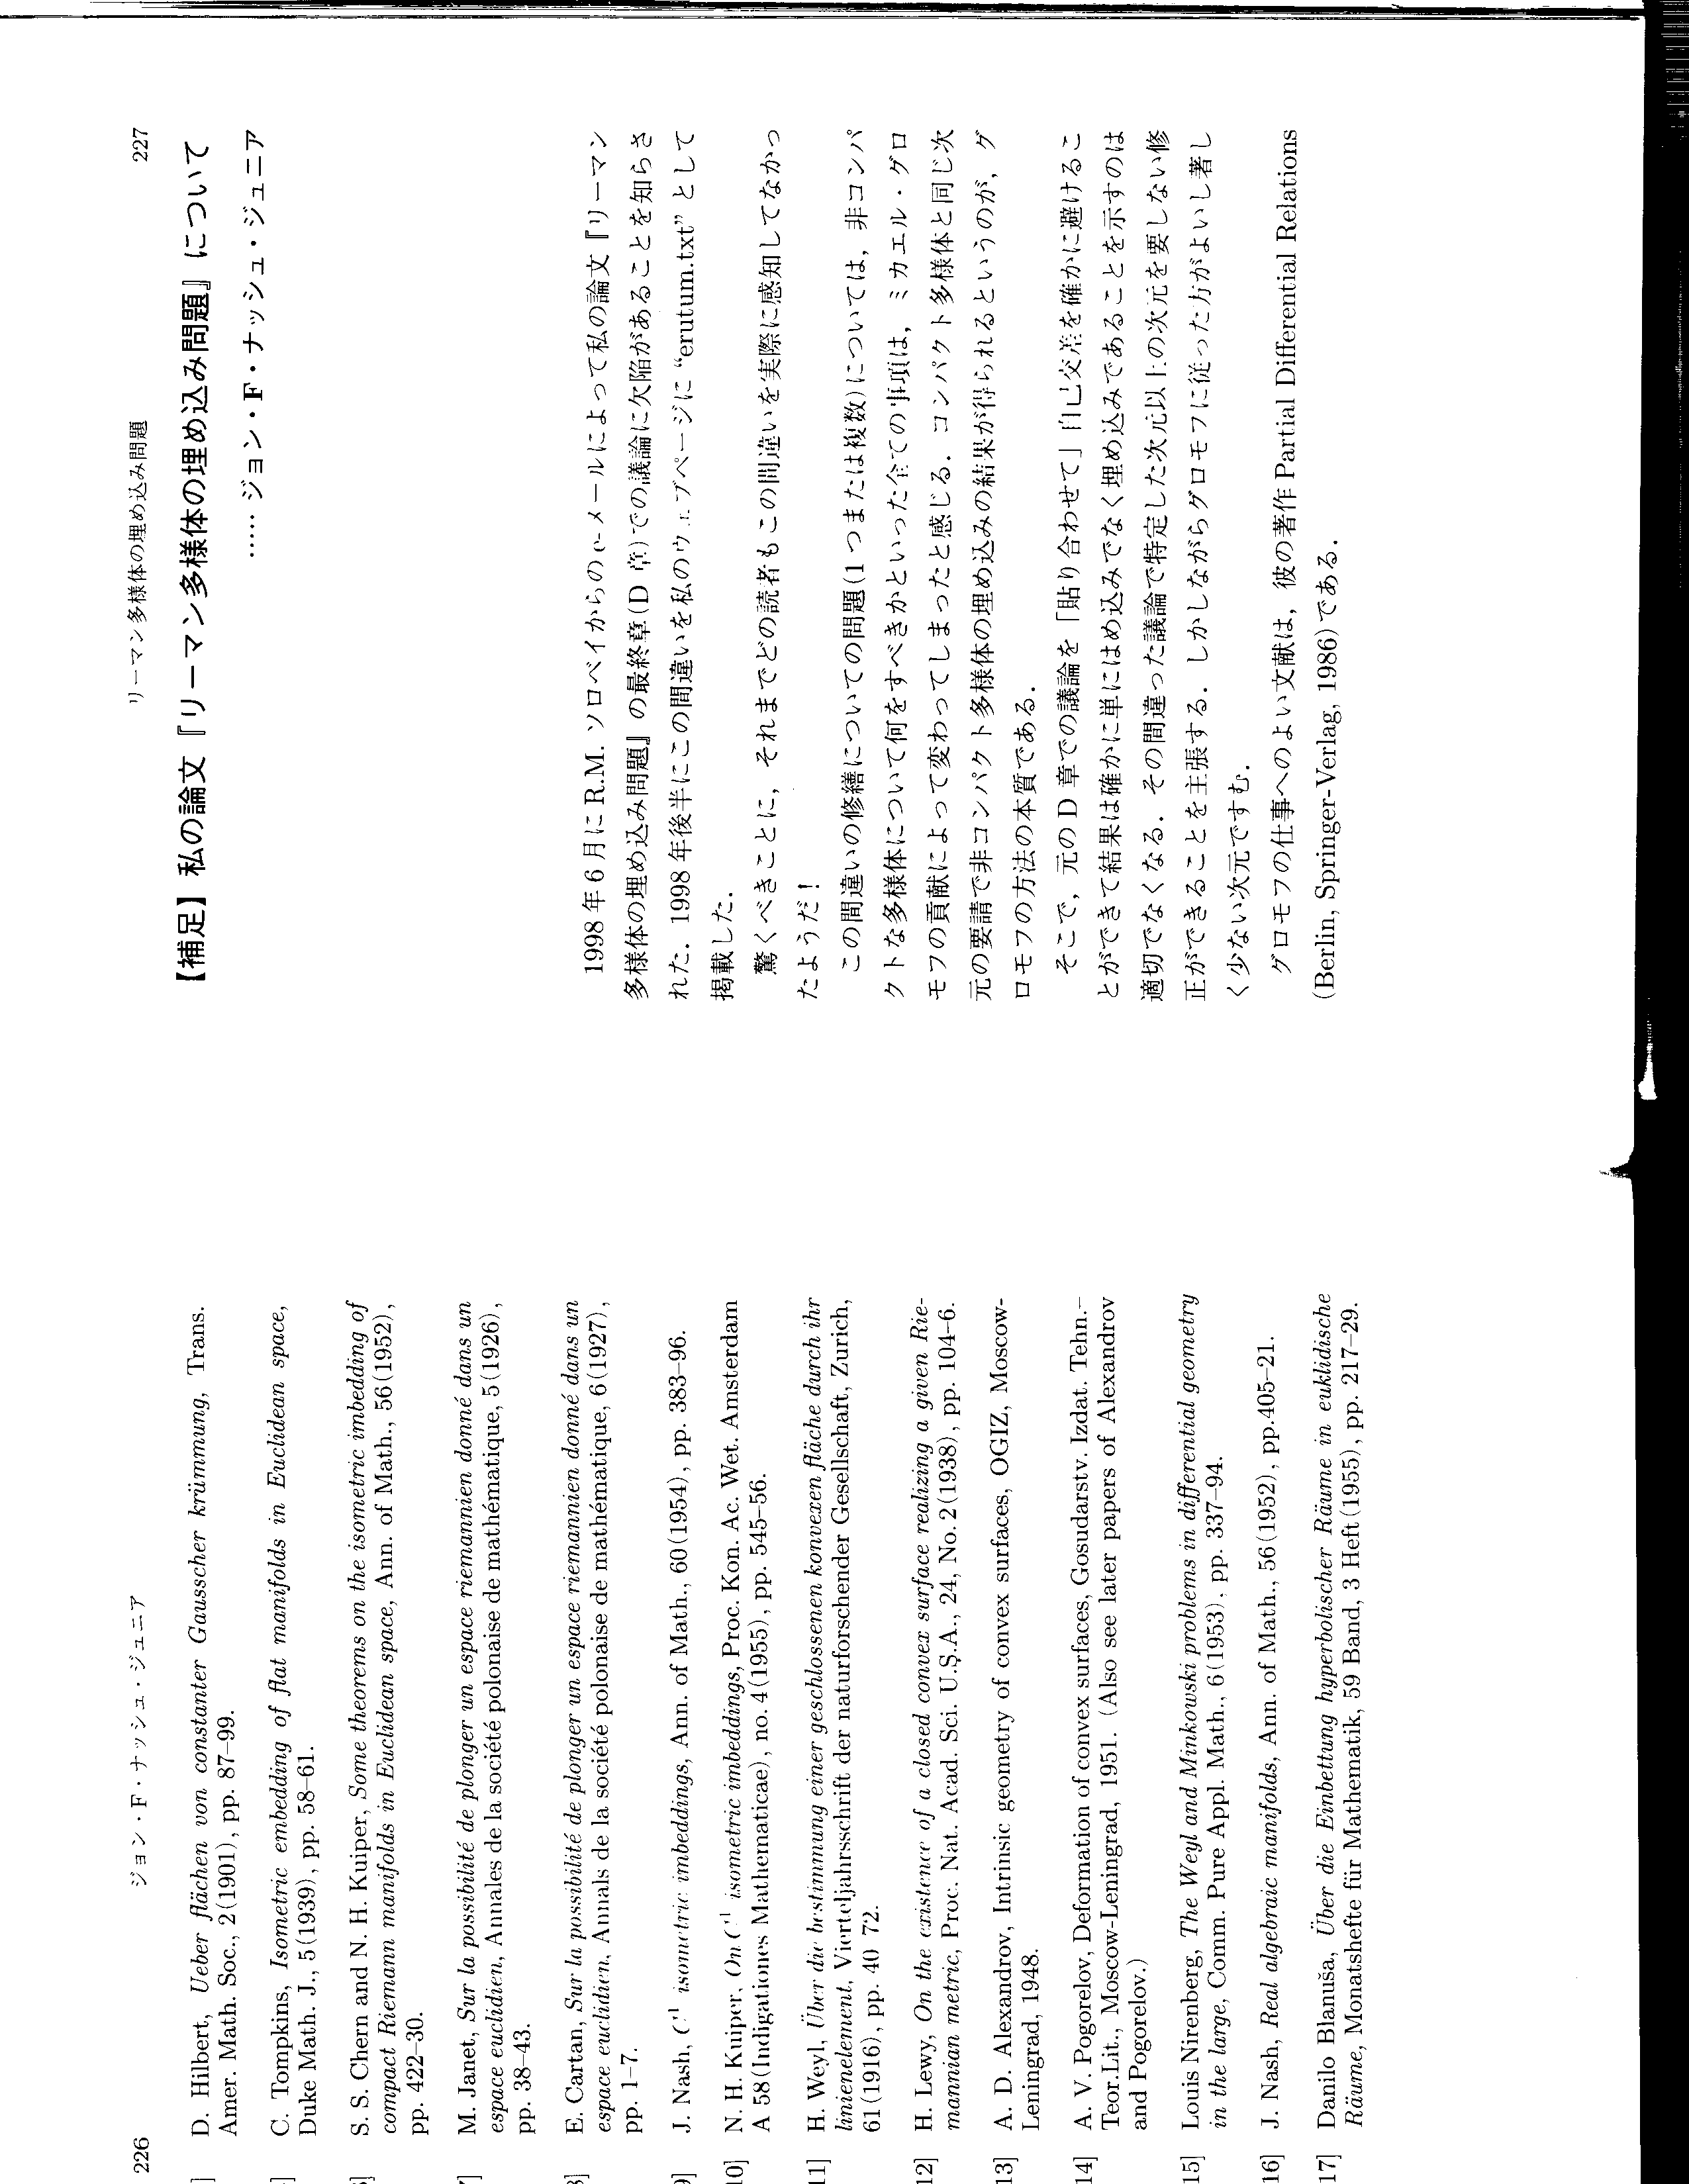 226
ジョン・F・ナッシュ・ジュニア
]
D. Hilbert, Ueber flächen von constanter Gausscher krümmung, Trans.
Amer. Math. Soc., 2(1901), pp. 87–99.
]
C. Tompkins, Isometric embedding of flat manifolds in Euclidean space,
Duke Math. J., 5(1939), pp. 58–61.
]
S. S. Chern and N. H. Kuiper, Some theorems on the isometric imbedding of
compact Riemann manifolds in Euclidean space, Ann. of Math., 56(1952),
pp. 422–30.
7] M. Janet, Sur la possibilité de plonger un espace riemannien donné dans un
espace euclidien, Annales de la société polonaise de mathématique, 5(1926),
pp. 38–43.
8] E. Cartan, Sur la possibilité de plonger un espace riemannien donné dans un
espace euclidien, Annals de la société polonaise de mathématique, 6(1927),
pp. 1–7.
9] J. Nash, C¹ isometric imbeddings, Ann. of Math., 60(1954), pp. 383–96.
10] N. H. Kuiper, On C¹ isometric imbeddings, Proc. Kon. Ac. Wet. Amsterdam
A 58(Indigationes Mathematicae), no. 4(1955), pp. 545–56.
11] H. Weyl, Über die bestimmung einer geschlossenen konvexen fläche durch ihr
linienelement, Vierteljahrsschrift der naturforschender Gesellschaft, Zurich,
61(1916), pp. 40 72.
12] H. Lewy, On the existence of a closed convex surface realizing a given Rie-
mannian metric, Proc. Nat. Acad. Sci. U.S.A., 24, No. 2(1938), pp. 104–6.
13] A. D. Alexandrov, Intrinsic geometry of convex surfaces, OGIZ, Moscow-
Leningrad, 1948.
14] A. V. Pogorelov, Deformation of convex surfaces, Gosudarstv. Izdat. Tehn.–
Teor.Lit., Moscow-Leningrad, 1951. (Also see later papers of Alexandrov
and Pogorelov.)
15] Louis Nirenberg, The Weyl and Minkowski problems in differential geometry
in the large, Comm. Pure Appl. Math., 6(1953), pp. 337–94.
16] J. Nash, Real algebraic manifolds, Ann. of Math., 56(1952), pp.405–21.
17] Danilo Blanuša, Über die Einbettung hyperbolischer Räume in euklidische
Räume, Monatshefte für Mathematik, 59 Band, 3 Heft(1955), pp. 217–29.
リーマン多様体の埋め込み問題
227
【補足】私の論文『リーマン多様体の埋め込み問題』について
····· ジョン・F・ナッシュ・ジュニア
1998 年 6 月に R.M. ソロベイからの e-メールによって私の論文『リーマン
多様体の埋め込み問題』の最終章(D 章)での議論に欠陥があることを知らさ
れた. 1998 年後半にこの間違いを私のウェブページに “erutum.txt” として
掲載した.
驚くべきことに, それまでどの読者もこの間違いを実際に感知してなかっ
たようだ!
この間違いの修繕についての問題(1 つまたは複数)については, 非コンパ
クトな多様体について何をすべきかといった全ての事項は, ミカエル・グロ
モフの貢献によって変わってしまったと感じる. コンパクト多様体と同じ次
元の要請で非コンパクト多様体の埋め込みの結果が得られるというのが, グ
ロモフの方法の本質である.
そこで, 元の D 章での議論を「貼り合わせて」自己交差を確かに避けるこ
とができて結果は確かに単にはめ込みでなく埋め込みであることを示すのは
適切でなくなる. その間違った議論で特定した次元以上の次元を要しない修
正ができることを主張する. しかしながらグロモフに従った方がよいし著し
く少ない次元ですむ.
グロモフの仕事へのよい文献は, 彼の著作 Partial Differential Relations
(Berlin, Springer-Verlag, 1986)である.